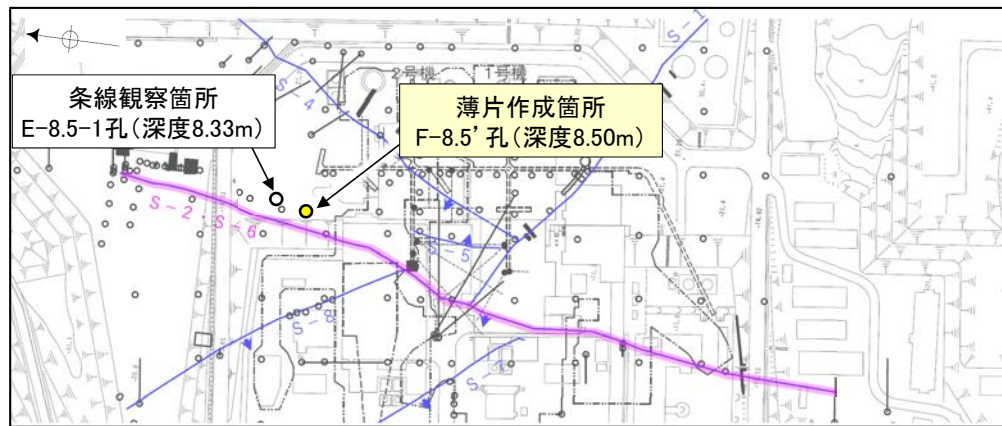 条線観察箇所
E-8.5-1孔(深度8.33m)
薄片作成箇所
F-8.5’孔(深度8.50m)
2号機
1号機
S-1
S-4
S-2・S-6
S-5
S-8
S-7